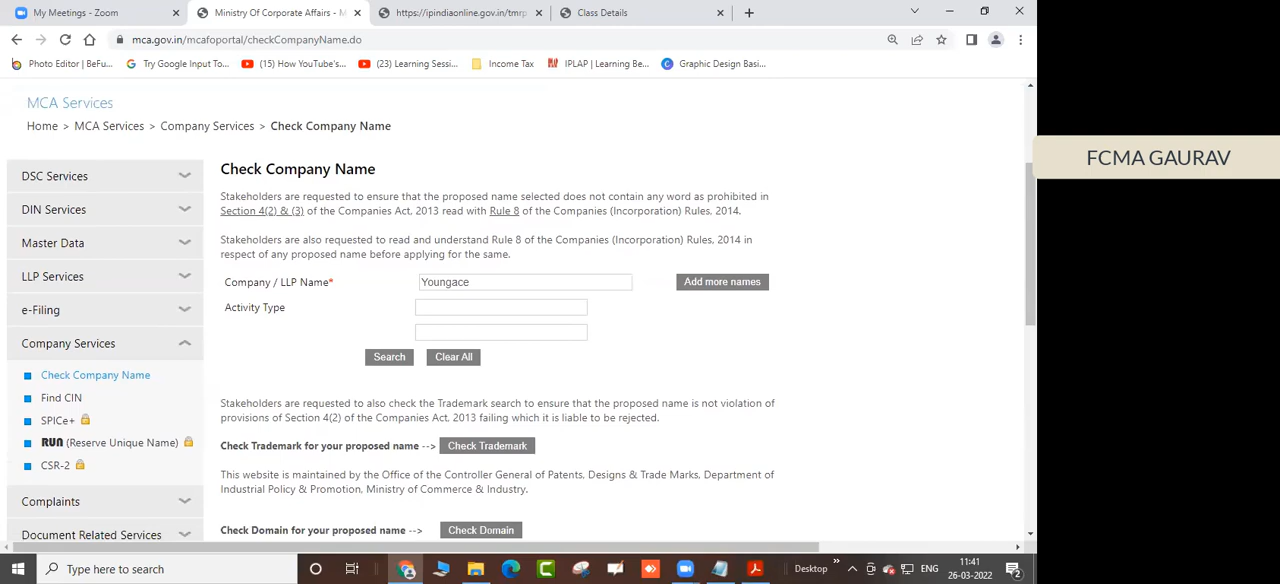 My Meetings - Zoom
Ministry Of Corporate Affairs -
https://ipindiaonline.gov.in/tmrp
Class Details
mca.gov.in/mcafoportal/checkCompanyName.do
Photo Editor | BeFu...
Try Google Input To...
(15) How YouTube's...
(23) Learning Sessi...
Income Tax
IPLAP | Learning Be...
Graphic Design Basi...
MCA Services
Home > MCA Services > Company Services > Check Company Name
FCMA GAURAV
DSC Services
DIN Services
Master Data
LLP Services
e-Filing
Company Services
Check Company Name
Find CIN
SPICe+
RUN (Reserve Unique Name)
CSR-2
Complaints
Document Related Services
Check Company Name
Stakeholders are requested to ensure that the proposed name selected does not contain any word as prohibited in
Section 4(2) & (3) of the Companies Act, 2013 read with Rule 8 of the Companies (Incorporation) Rules, 2014.
Stakeholders are also requested to read and understand Rule 8 of the Companies (Incorporation) Rules, 2014 in
respect of any proposed name before applying for the same.
Company / LLP Name* Youngace Add more names
Activity Type
Search Clear All
Stakeholders are requested to also check the Trademark search to ensure that the proposed name is not violation of
provisions of Section 4(2) of the Companies Act, 2013 failing which it is liable to be rejected.
Check Trademark for your proposed name --> Check Trademark
This website is maintained by the Office of the Controller General of Patents, Designs & Trade Marks, Department of
Industrial Policy & Promotion, Ministry of Commerce & Industry.
Check Domain for your proposed name --> Check Domain
Type here to search
Desktop
ENG
11:41
26-03-2022
2